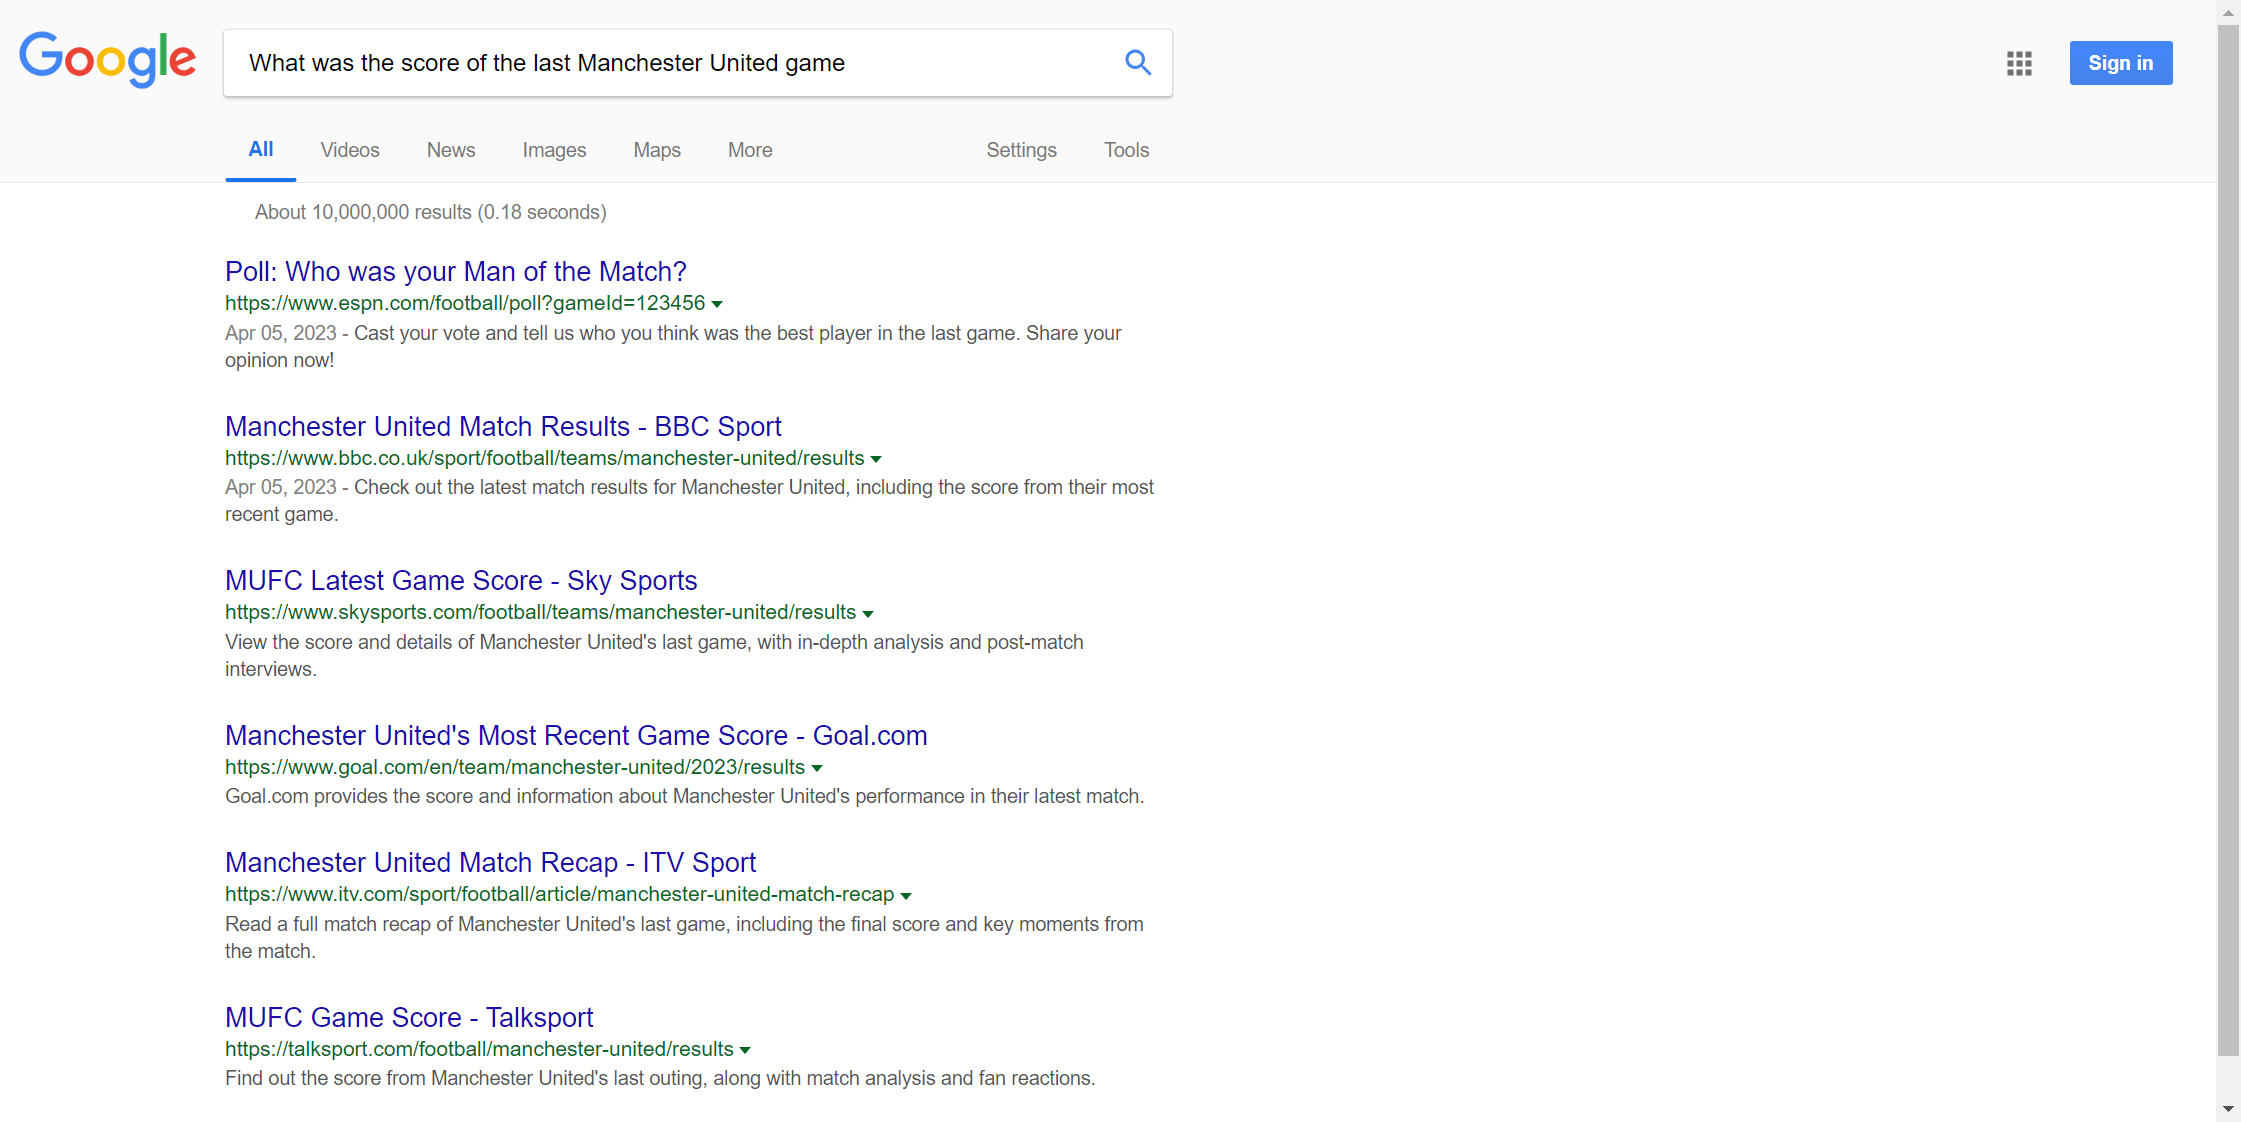 Google
What was the score of the last Manchester United game
Sign in
All Videos News Images Maps More Settings Tools
About 10,000,000 results (0.18 seconds)
Poll: Who was your Man of the Match?
https://www.espn.com/football/poll?gameId=123456
Apr 05, 2023 - Cast your vote and tell us who you think was the best player in the last game. Share your
opinion now!
Manchester United Match Results - BBC Sport
https://www.bbc.co.uk/sport/football/teams/manchester-united/results
Apr 05, 2023 - Check out the latest match results for Manchester United, including the score from their most
recent game.
MUFC Latest Game Score - Sky Sports
https://www.skysports.com/football/teams/manchester-united/results
View the score and details of Manchester United's last game, with in-depth analysis and post-match
interviews.
Manchester United's Most Recent Game Score - Goal.com
https://www.goal.com/en/team/manchester-united/2023/results
Goal.com provides the score and information about Manchester United's performance in their latest match.
Manchester United Match Recap - ITV Sport
https://www.itv.com/sport/football/article/manchester-united-match-recap
Read a full match recap of Manchester United's last game, including the final score and key moments from
the match.
MUFC Game Score - Talksport
https://talksport.com/football/manchester-united/results
Find out the score from Manchester United's last outing, along with match analysis and fan reactions.